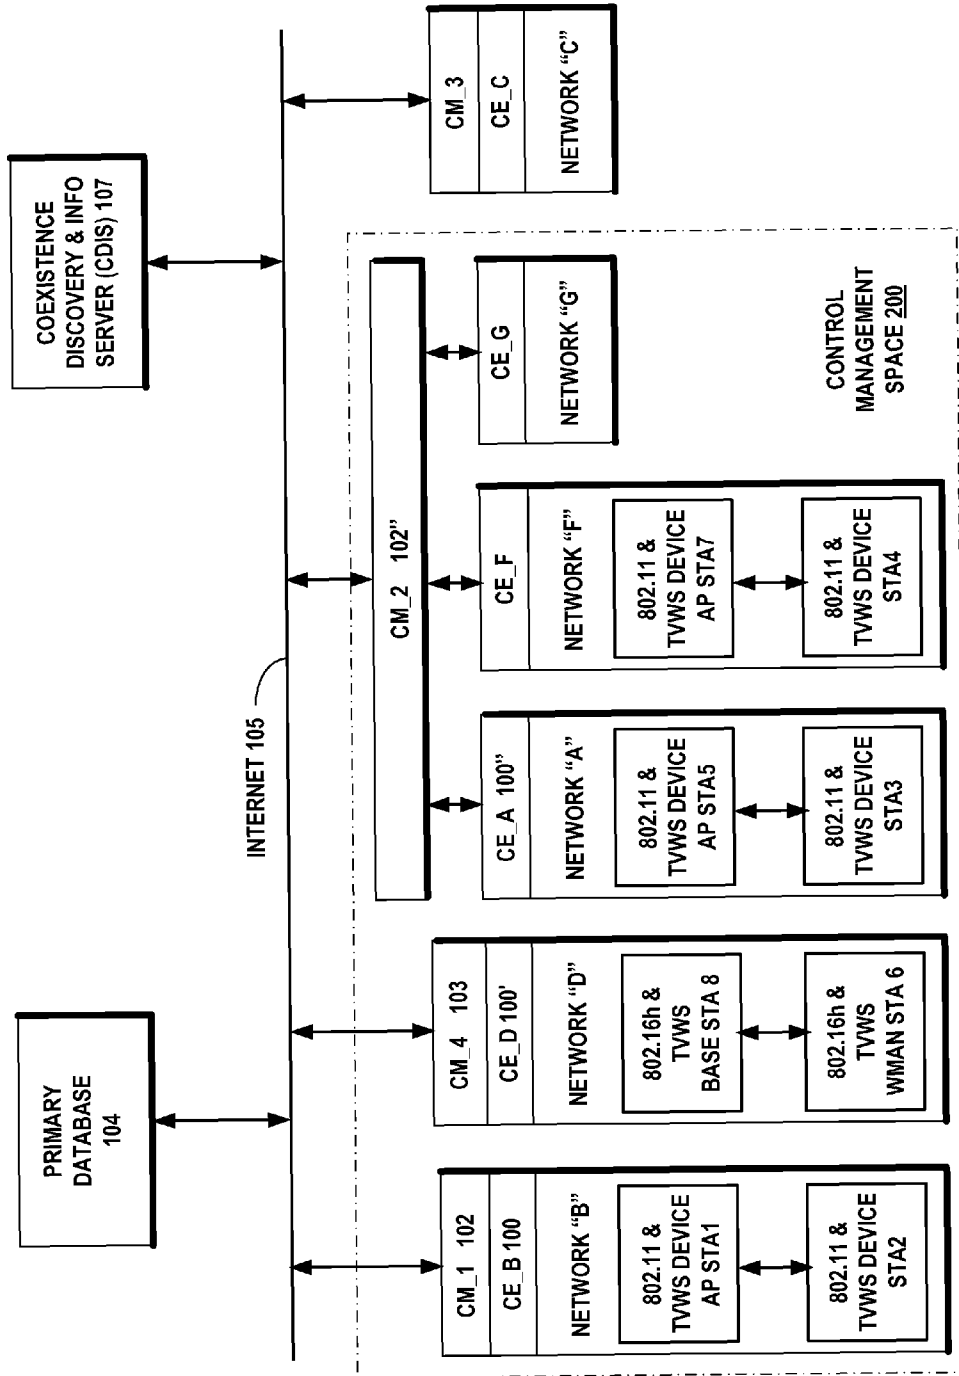 PRIMARY
DATABASE
104
COEXISTENCE
DISCOVERY & INFO
SERVER (CDIS) 107
INTERNET 105
CM_1 102
CE_B 100
NETWORK “B”
802.11 &
TVWS DEVICE
AP STA1
802.11 &
TVWS DEVICE
STA2
CM_4 103
CE_D 100'
NETWORK “D”
802.16h &
TVWS
BASE STA 8
802.16h &
TVWS
WMAN STA 6
CM_2 102”
CE_A 100”
NETWORK “A”
802.11 &
TVWS DEVICE
AP STA5
802.11 &
TVWS DEVICE
STA3
CE_F
NETWORK “F”
802.11 &
TVWS DEVICE
AP STA7
802.11 &
TVWS DEVICE
STA4
CE_G
NETWORK “G”
CONTROL
MANAGEMENT
SPACE 200
CM_3
CE_C
NETWORK “C”